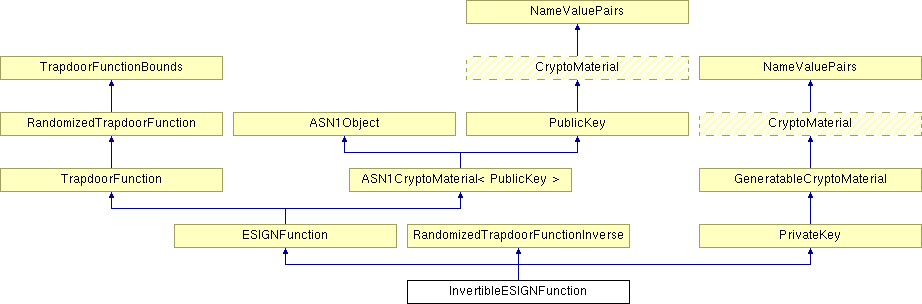 NameValuePairs
TrapdoorFunctionBounds
CryptoMaterial
NameValuePairs
RandomizedTrapdoorFunction
ASN1Object
PublicKey
CryptoMaterial
TrapdoorFunction
ASN1CryptoMaterial< PublicKey >
GeneratableCryptoMaterial
ESIGNFunction
RandomizedTrapdoorFunctionInverse
PrivateKey
InvertibleESIGNFunction